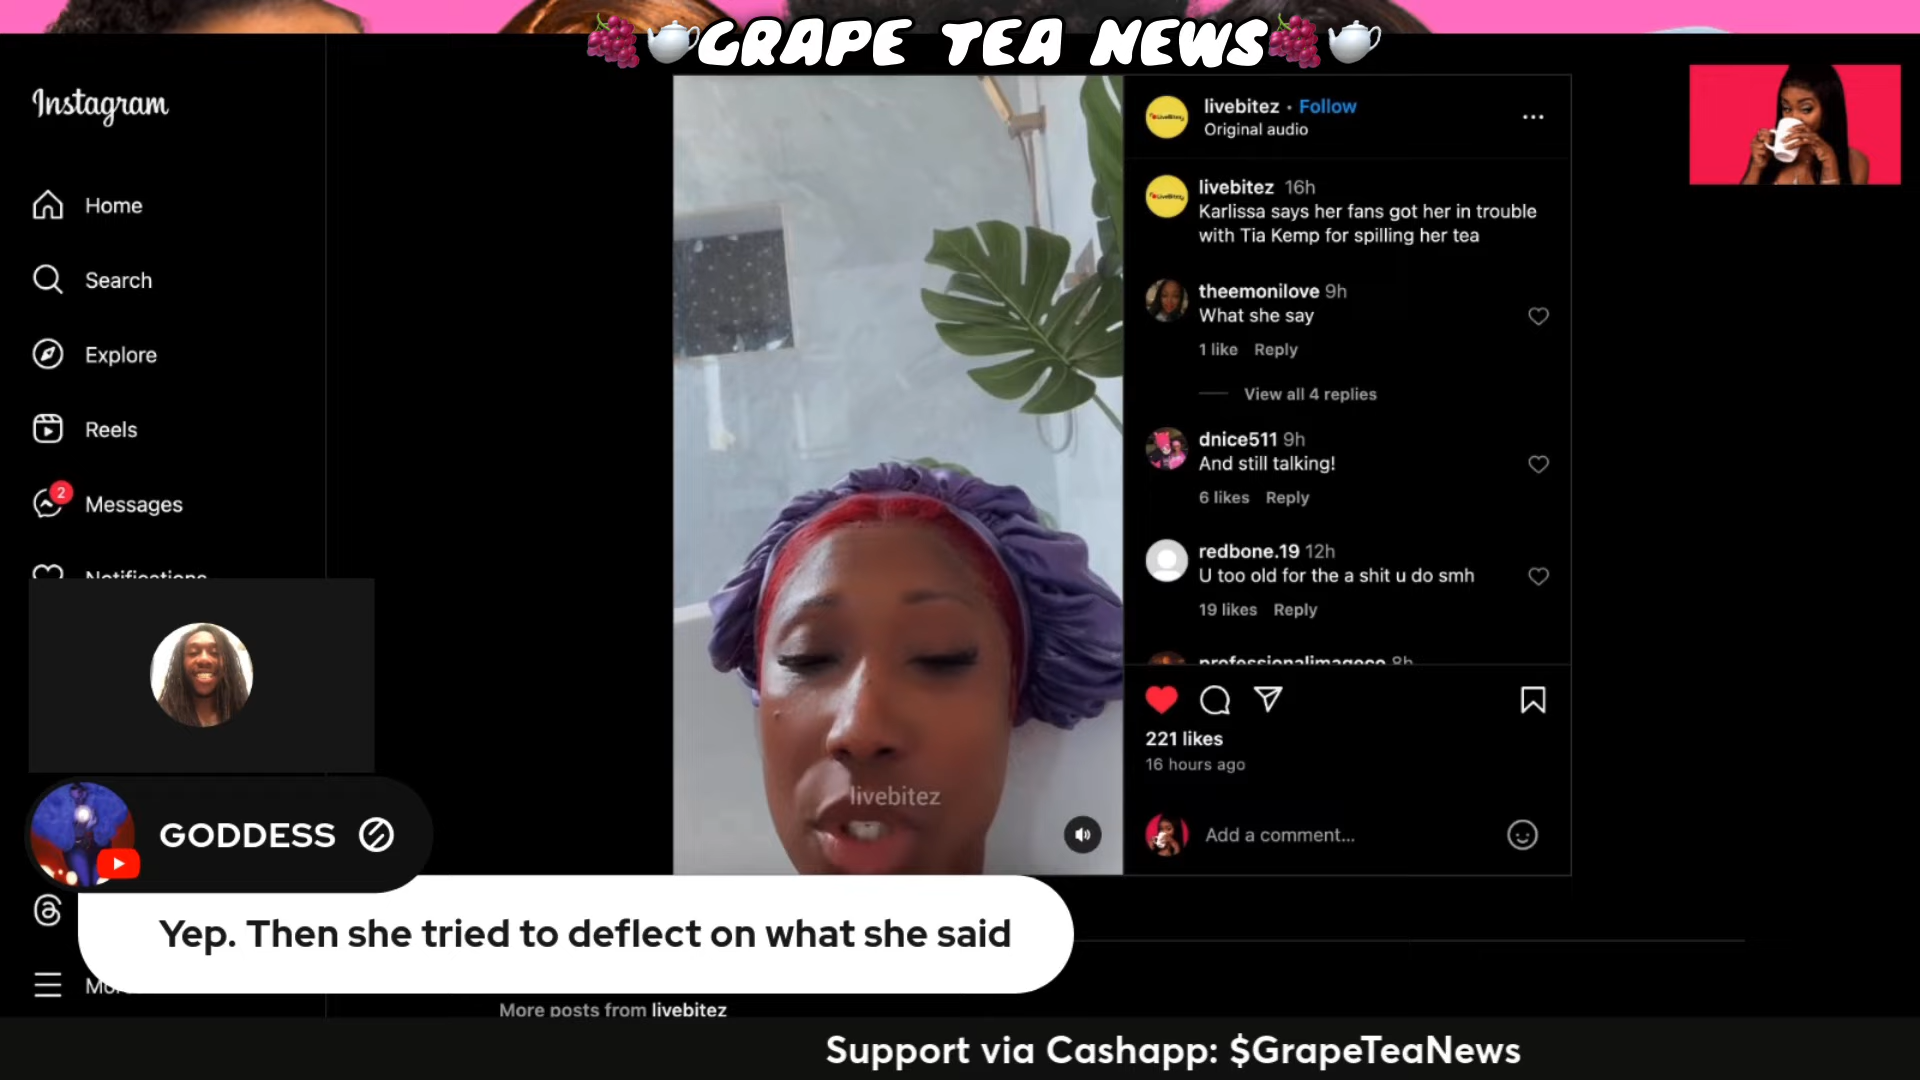 GRAPE TEA NEWS
Instagram
Home
Search
Explore
Reels
2
Messages
Notifications
livebitez • Follow
Original audio
livebitez 16h
Karlissa says her fans got her in trouble
with Tia Kemp for spilling her tea
theemonilove 9h
What she say
1 like Reply
View all 4 replies
dnice511 9h
And still talking!
6 likes Reply
redbone.19 12h
U too old for the a shit u do smh
19 likes Reply
professionalimageco 8h
221 likes
16 hours ago
Add a comment...
livebitez
GODDESS
Yep. Then she tried to deflect on what she said
More posts from livebitez
Support via Cashapp: $GrapeTeaNews